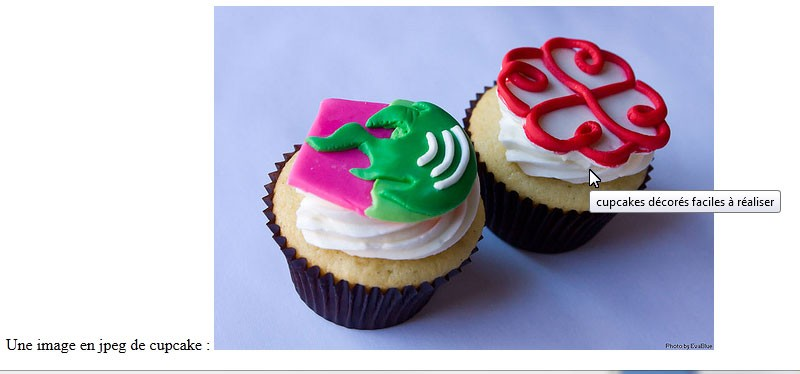 cupcakes décorés faciles à réaliser
Une image en jpeg de cupcake :
Photo by EvaBlue